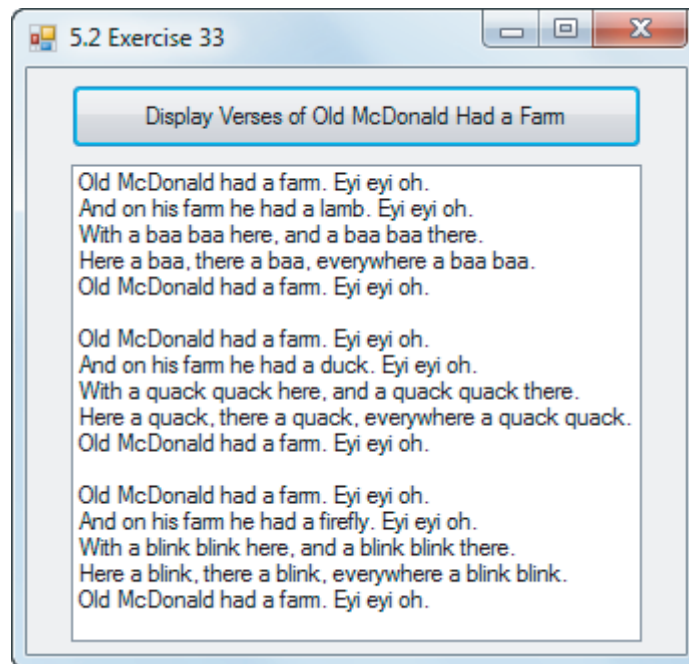 5.2 Exercise 33
Display Verses of Old McDonald Had a Farm
Old McDonald had a farm. Eyi eyi oh.
And on his farm he had a lamb. Eyi eyi oh.
With a baa baa here, and a baa baa there.
Here a baa, there a baa, everywhere a baa baa.
Old McDonald had a farm. Eyi eyi oh.
Old McDonald had a farm. Eyi eyi oh.
And on his farm he had a duck. Eyi eyi oh.
With a quack quack here, and a quack quack there.
Here a quack, there a quack, everywhere a quack quack.
Old McDonald had a farm. Eyi eyi oh.
Old McDonald had a farm. Eyi eyi oh.
And on his farm he had a firefly. Eyi eyi oh.
With a blink blink here, and a blink blink there.
Here a blink, there a blink, everywhere a blink blink.
Old McDonald had a farm. Eyi eyi oh.